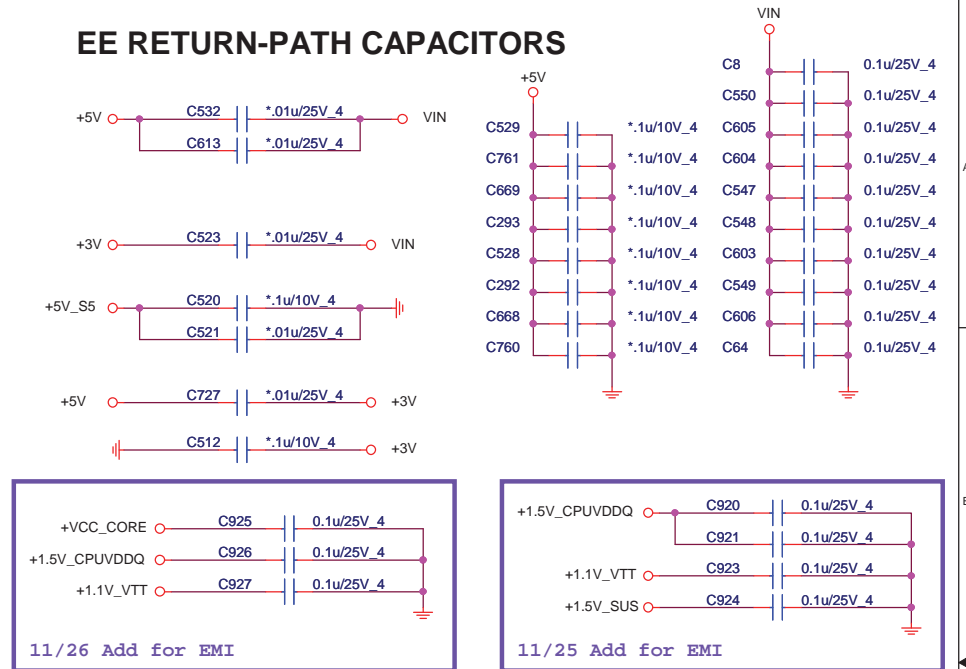 EE RETURN-PATH CAPACITORS
+5V C532 *.01u/25V_4 VIN
C613 *.01u/25V_4
+3V C523 *.01u/25V_4 VIN
+5V_S5 C520 *.1u/10V_4
C521 *.01u/25V_4
+5V C727 *.01u/25V_4 +3V
C512 *.1u/10V_4 +3V
+5V
C529 *.1u/10V_4
C761 *.1u/10V_4
C669 *.1u/10V_4
C293 *.1u/10V_4
C528 *.1u/10V_4
C292 *.1u/10V_4
C668 *.1u/10V_4
C760 *.1u/10V_4
VIN
C8 0.1u/25V_4
C550 0.1u/25V_4
C605 0.1u/25V_4
C604 0.1u/25V_4
C547 0.1u/25V_4
C548 0.1u/25V_4
C603 0.1u/25V_4
C549 0.1u/25V_4
C606 0.1u/25V_4
C64 0.1u/25V_4
+VCC_CORE C925 0.1u/25V_4
+1.5V_CPUVDDQ C926 0.1u/25V_4
+1.1V_VTT C927 0.1u/25V_4
11/26 Add for EMI
+1.5V_CPUVDDQ C920 0.1u/25V_4
C921 0.1u/25V_4
+1.1V_VTT C923 0.1u/25V_4
+1.5V_SUS C924 0.1u/25V_4
11/25 Add for EMI